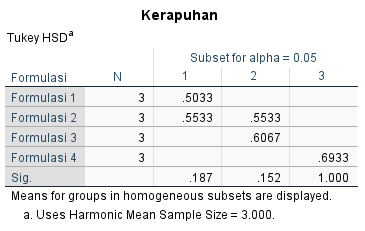 Kerapuhan
Tukey HSDa
Subset for alpha = 0.05
Formulasi N 1 2 3
Formulasi 1 3 .5033
Formulasi 2 3 .5533 .5533
Formulasi 3 3 .6067
Formulasi 4 3 .6933
Sig. .187 .152 1.000
Means for groups in homogeneous subsets are displayed.
a. Uses Harmonic Mean Sample Size = 3.000.